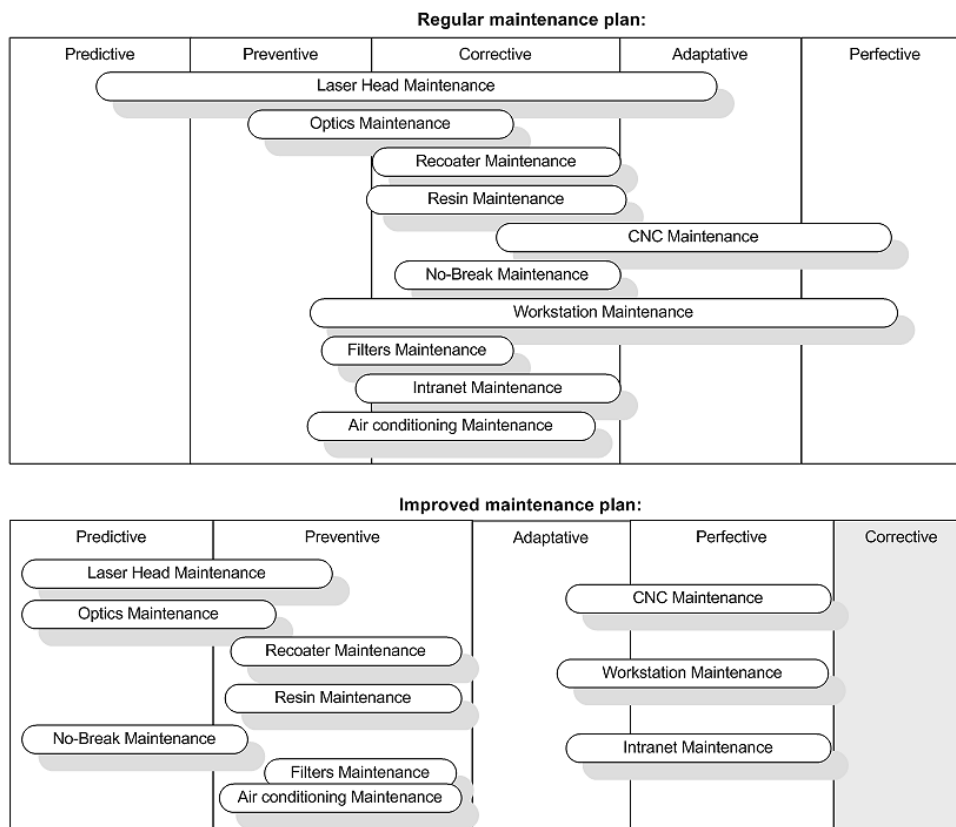 Regular maintenance plan:
Predictive Preventive Corrective Adaptative Perfective
Laser Head Maintenance
Optics Maintenance
Recoater Maintenance
Resin Maintenance
CNC Maintenance
No-Break Maintenance
Workstation Maintenance
Filters Maintenance
Intranet Maintenance
Air conditioning Maintenance
Improved maintenance plan:
Predictive Preventive Adaptative Perfective Corrective
Laser Head Maintenance
CNC Maintenance
Optics Maintenance
Recoater Maintenance
Workstation Maintenance
Resin Maintenance
No-Break Maintenance
Intranet Maintenance
Filters Maintenance
Air conditioning Maintenance